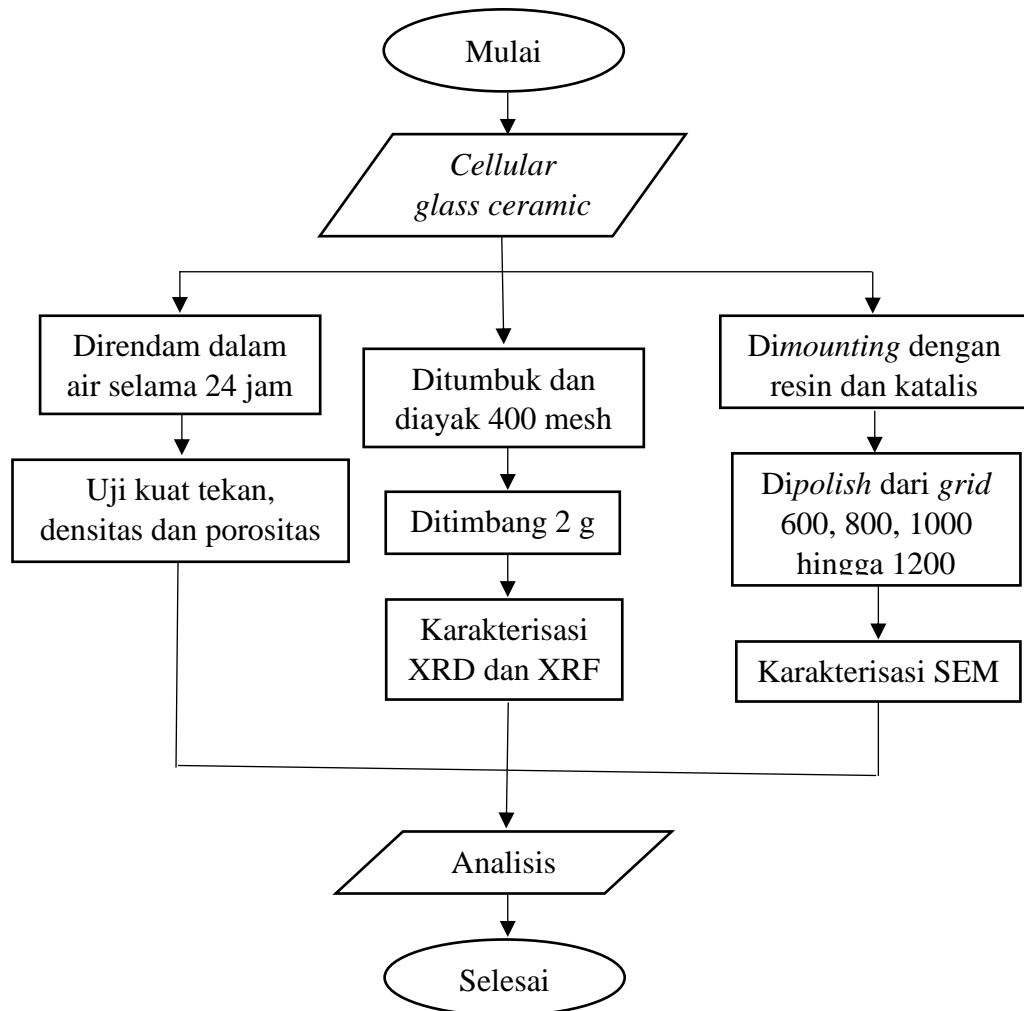 Mulai
Cellular
glass ceramic
Direndam dalam
air selama 24 jam
Uji kuat tekan,
densitas dan porositas
Ditumbuk dan
diayak 400 mesh
Ditimbang 2 g
Karakterisasi
XRD dan XRF
Dimounting dengan
resin dan katalis
Dipolish dari grid
600, 800, 1000
hingga 1200
Karakterisasi SEM
Analisis
Selesai